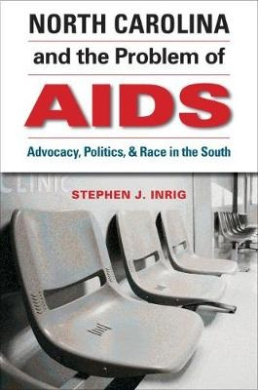 NORTH CAROLINA
and the Problem of
AIDS
Advocacy, Politics, & Race in the South
CLINIC
STEPHEN J. INRIG